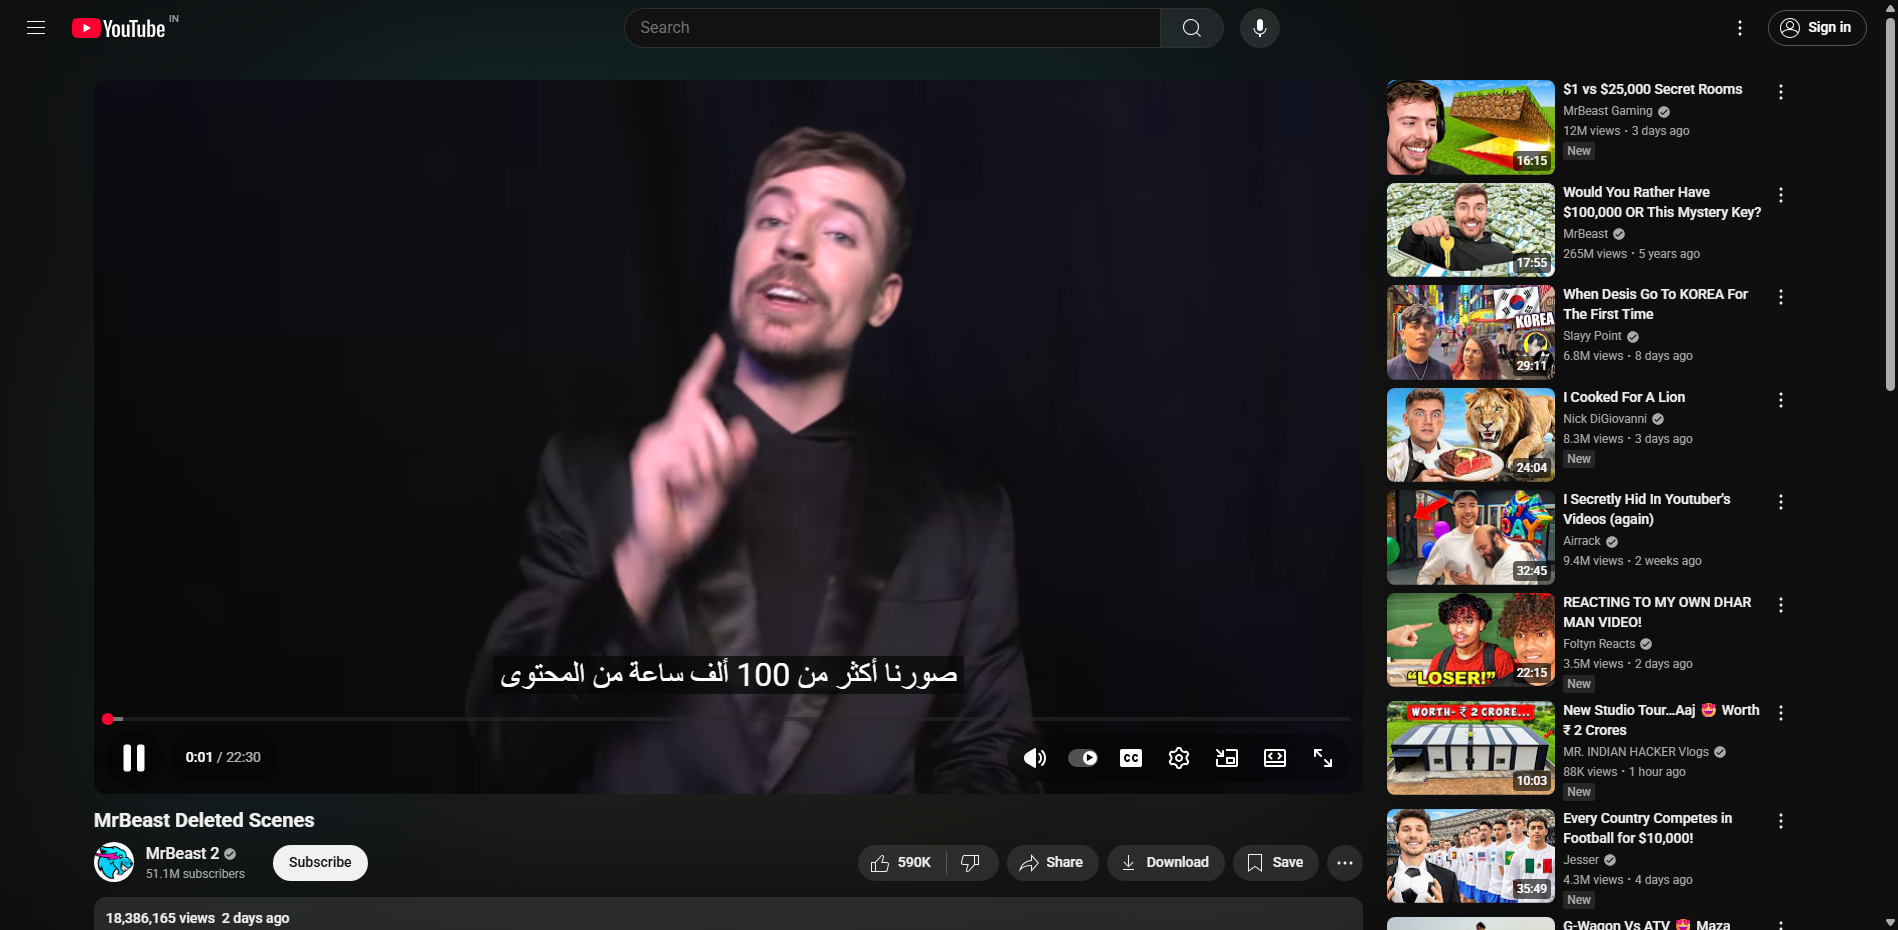 YouTube IN
Search
Sign in
صورنا أكثر من 100 ألف ساعة من المحتوى
0:01 / 22:30
CC
MrBeast Deleted Scenes
MrBeast 2
51.1M subscribers
Subscribe
590K
Share
Download
Save
18,386,165 views 2 days ago
16:15
$1 vs $25,000 Secret Rooms
MrBeast Gaming
12M views • 3 days ago
New
17:55
Would You Rather Have
$100,000 OR This Mystery Key?
MrBeast
265M views • 5 years ago
KOREA
29:11
When Desis Go To KOREA For
The First Time
Slayy Point
6.8M views • 8 days ago
24:04
I Cooked For A Lion
Nick DiGiovanni
8.3M views • 3 days ago
New
32:45
I Secretly Hid In Youtuber's
Videos (again)
Airrack
9.4M views • 2 weeks ago
"LOSER!"
22:15
REACTING TO MY OWN DHAR
MAN VIDEO!
Foltyn Reacts
3.5M views • 2 days ago
New
WORTH- ₹ 2 CRORE...
10:03
New Studio Tour...Aaj 🤩 Worth
₹ 2 Crores
MR. INDIAN HACKER Vlogs
88K views • 1 hour ago
New
35:49
Every Country Competes in
Football for $10,000!
Jesser
4.3M views • 4 days ago
New
G-Wagon Vs ATV 🤩 Maza